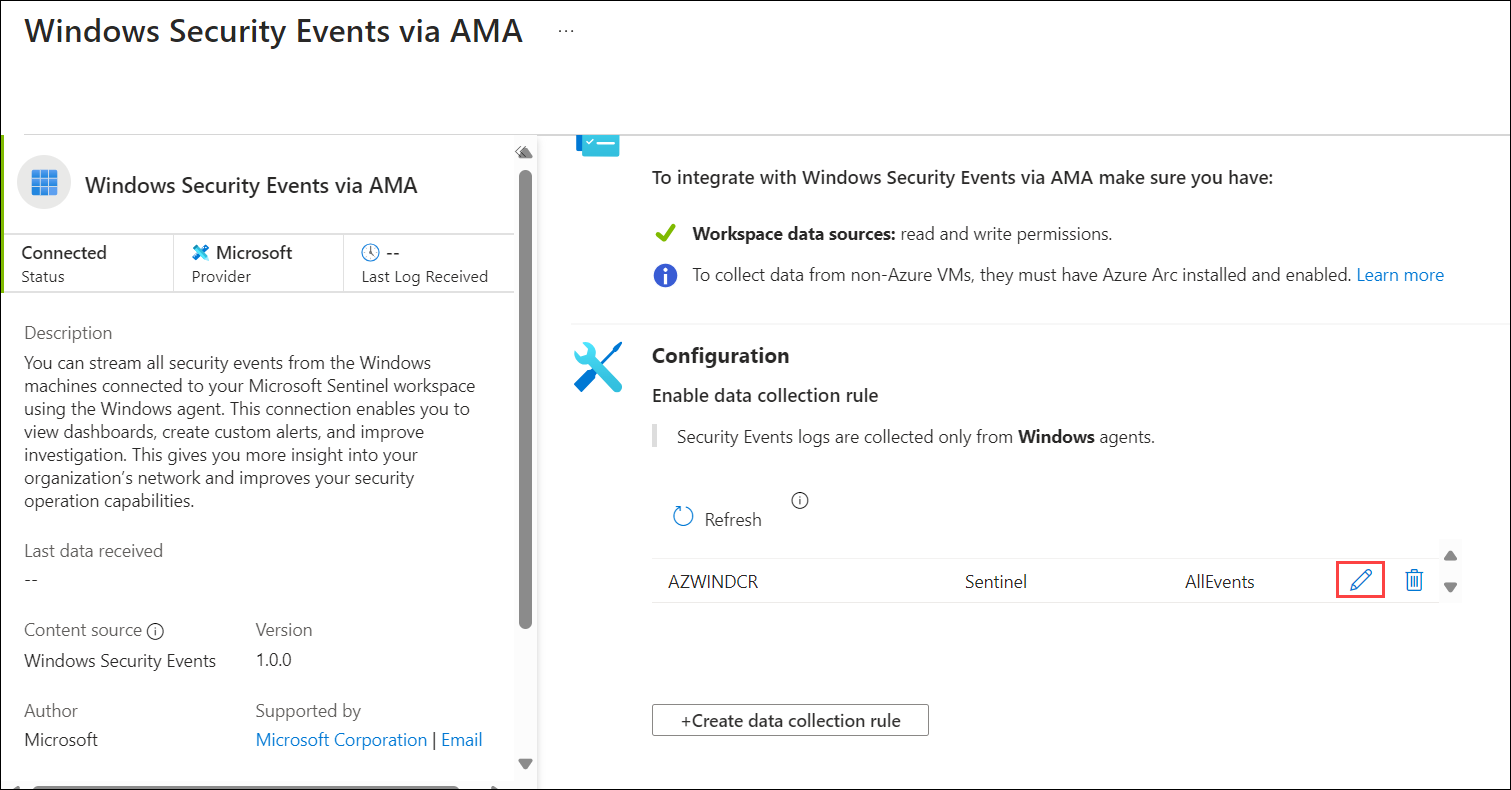 Windows Security Events via AMA ...
Windows Security Events via AMA
Connected
Status
Microsoft
Provider
--
Last Log Received
Description
You can stream all security events from the Windows
machines connected to your Microsoft Sentinel workspace
using the Windows agent. This connection enables you to
view dashboards, create custom alerts, and improve
investigation. This gives you more insight into your
organization’s network and improves your security
operation capabilities.
Last data received
--
Content source
Windows Security Events
Version
1.0.0
Author
Microsoft
Supported by
Microsoft Corporation | Email
To integrate with Windows Security Events via AMA make sure you have:
Workspace data sources: read and write permissions.
To collect data from non-Azure VMs, they must have Azure Arc installed and enabled. Learn more
Configuration
Enable data collection rule
Security Events logs are collected only from Windows agents.
Refresh
AZWINDCR Sentinel AllEvents
+Create data collection rule